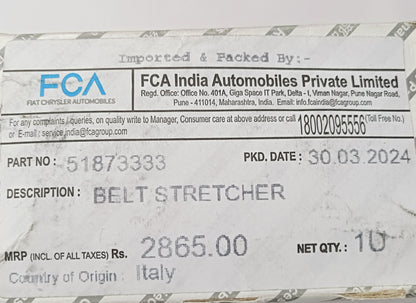 Imported & Packed By:-
FCA
FIAT CHRYSLER AUTOMOBILES
FCA India Automobiles Private Limited
Regd. Office: Office No. 401A, Giga Space IT Park, Delta - I, Viman Nagar, Pune Nagar Road,
Pune - 411014, Maharashtra, India. Email: info.fcaindia@fcagroup.com
For any complaints / queries, on quality write to Manager, Consumer care at above address or call 18002095556 (Toll Free No.)
or E-mail : service.india@fcagroup.com
PART NO : 51873333 PKD. DATE : 30.03.2024
DESCRIPTION : BELT STRETCHER
MRP (INCL. OF ALL TAXES) Rs. 2865.00 NET QTY. : 1U
Country of Origin : Italy